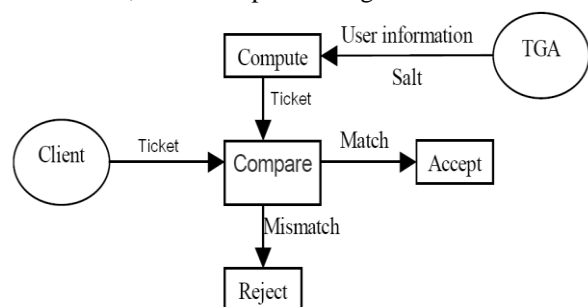 User information
TGA
Compute
Salt
Ticket
Client
Ticket
Compare
Match
Accept
Mismatch
Reject